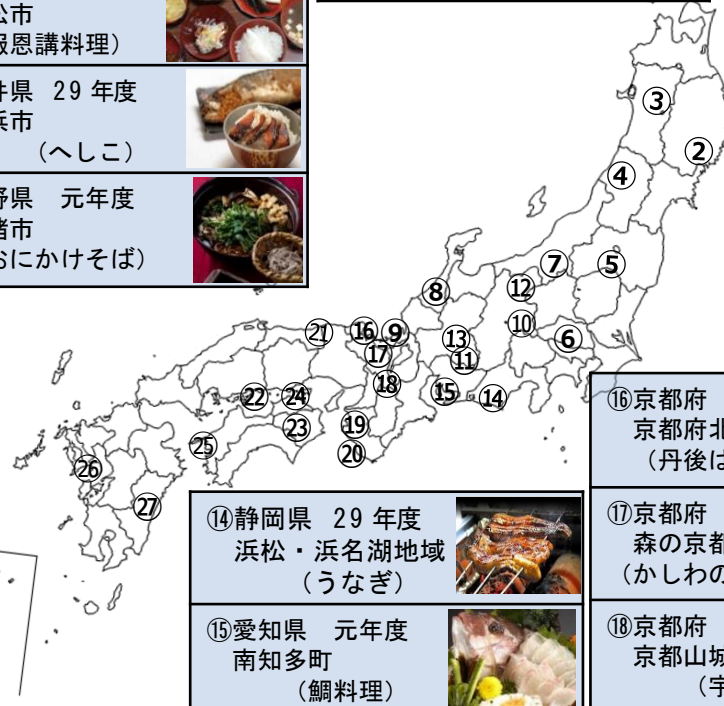 松市
報恩講料理）
井県 29年度
浜市
（へしこ）
野県 元年度
諸市
おにかけそば）
③
②
④
⑦
⑤
⑧
⑫
⑩
⑥
⑬
⑪
㉑
⑯
⑨
⑰
⑱
⑮
⑭
㉒
㉔
㉓
⑲
⑳
㉕
㉖
㉗
⑭静岡県 29年度
浜松・浜名湖地域
（うなぎ）
⑮愛知県 元年度
南知多町
（鯛料理）
⑯京都府
京都府北
（丹後は
⑰京都府
森の京都
（かしわの
⑱京都府
京都山城
（宇